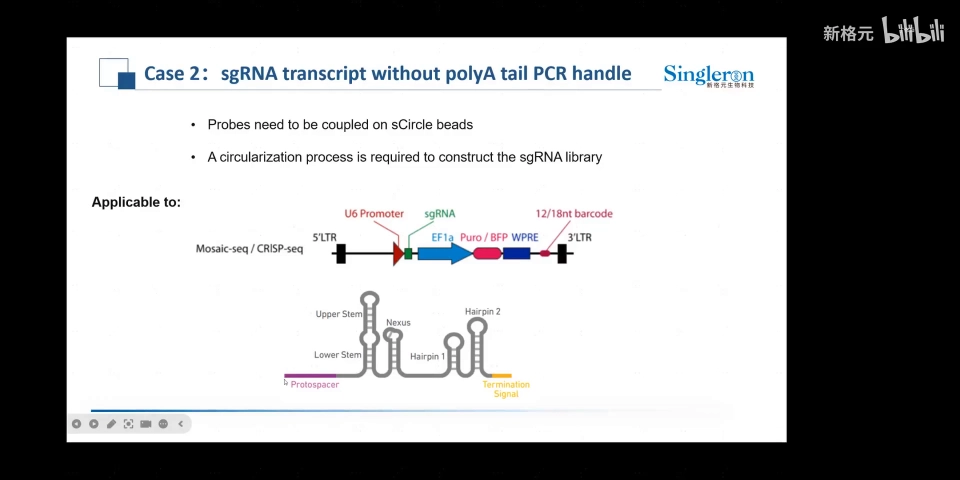 新格元 bilibili
Case 2：sgRNA transcript without polyA tail PCR handle
Singleron
新格元生物科技
• Probes need to be coupled on sCircle beads
• A circularization process is required to construct the sgRNA library
Applicable to:
U6 Promoter sgRNA 12/18nt barcode
5'LTR EF1a Puro / BFP WPRE 3'LTR
Mosaic-seq / CRISP-seq
Upper Stem Hairpin 2
Nexus
Lower Stem Hairpin 1
Protospacer Termination
Signal